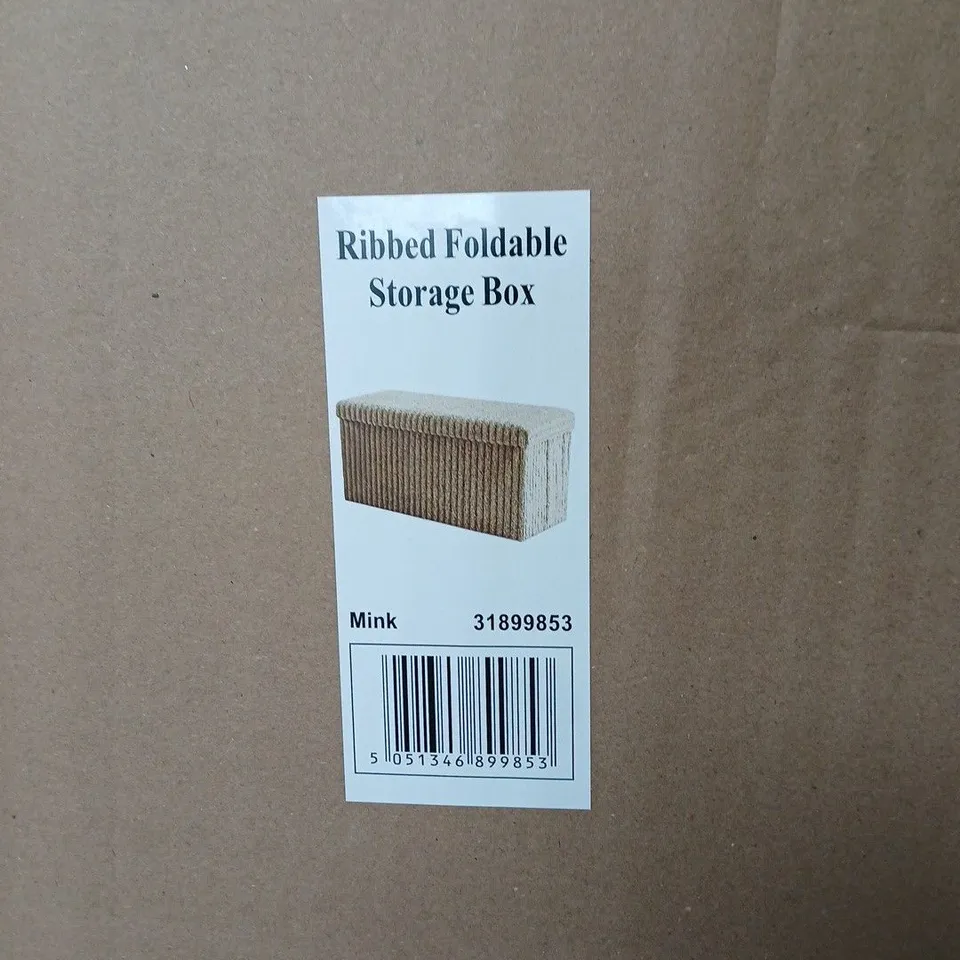 Ribbed Foldable
Storage Box
Mink 31899853
5 051346 899853